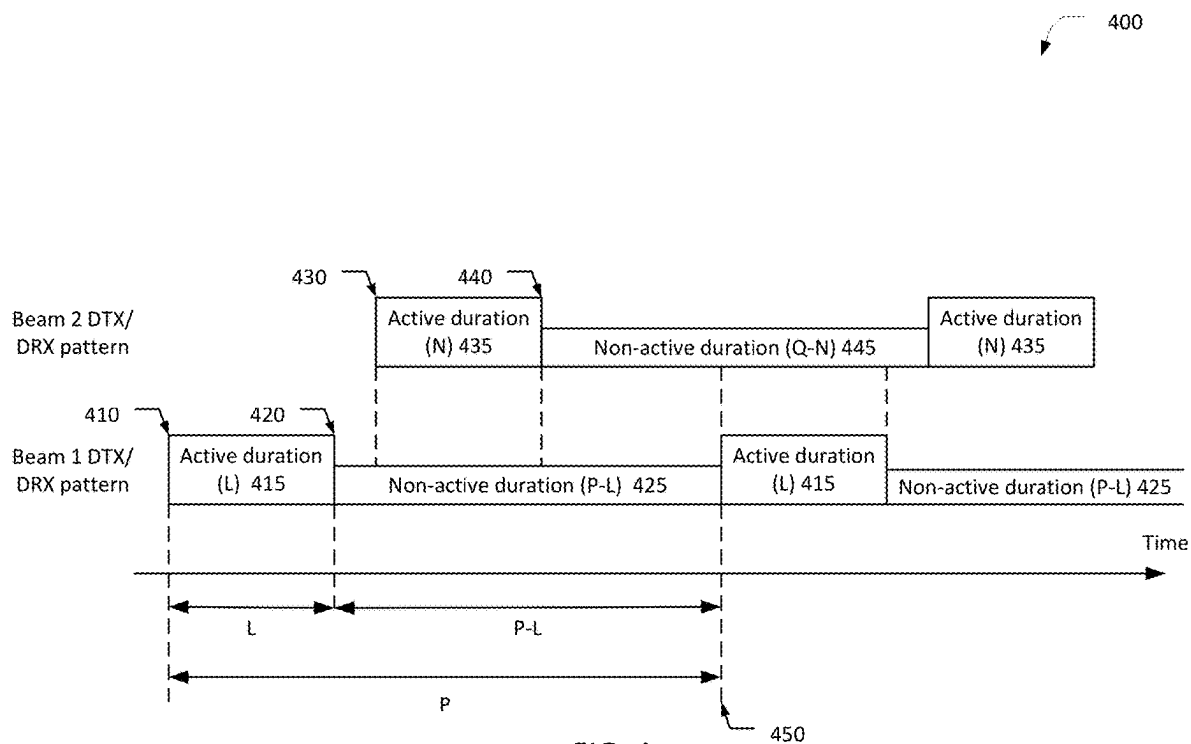 400
430
440
Beam 2 DTX/
DRX pattern
Active duration
(N) 435
Non-active duration (Q-N) 445
Active duration
(N) 435
410
420
Beam 1 DTX/
DRX pattern
Active duration
(L) 415
Non-active duration (P-L) 425
Active duration
(L) 415
Non-active duration (P-L) 425
Time
L
P-L
P
450